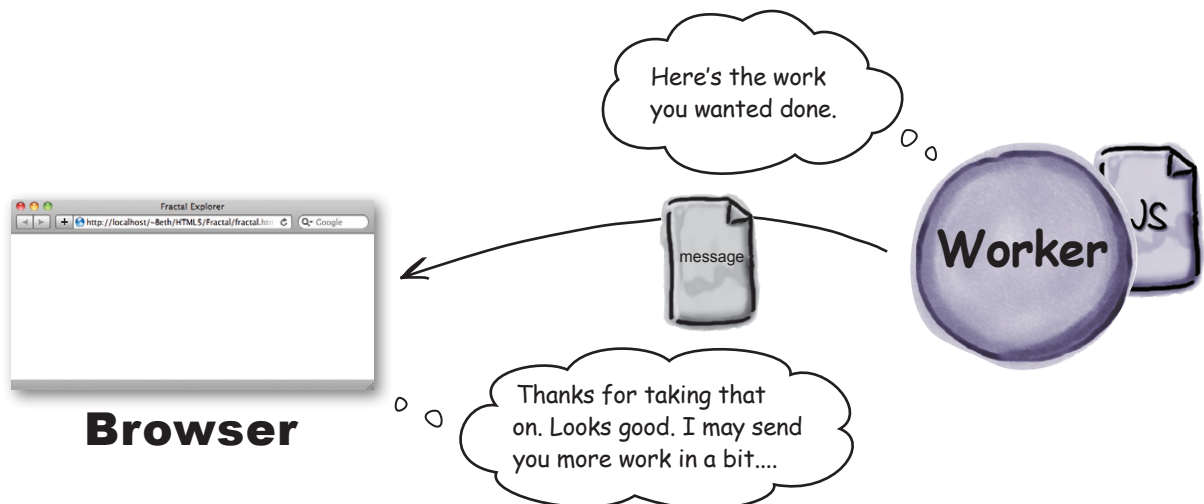 Here's the work
you wanted done.
Fractal Explorer
http://localhost/~Beth/HTML5/Fractal/fractal.htm
Google
message
Worker
JS
Thanks for taking that
on. Looks good. I may send
you more work in a bit....
Browser